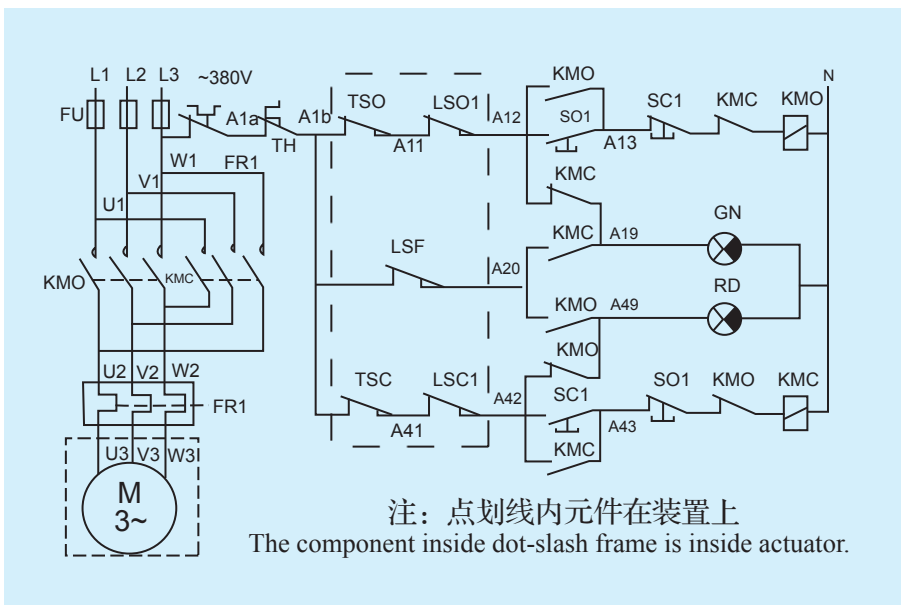 L1 L2 L3 ~380V
FU
A1a
TH
A1b
TSO
LSO1
A11
A12
KMO
SO1
A13
SC1
KMC
KMO
N
W1
FR1
V1
U1
KMC
GN
LSF
A20
KMC
A19
RD
KMO
KMC
KMO
A49
KMO
U2 V2 W2
FR1
TSC
LSC1
A41
A42
SC1
A43
KMC
SO1
KMO
KMC
U3 V3 W3
M
3~
注：点划线内元件在装置上
The component inside dot-slash frame is inside actuator.